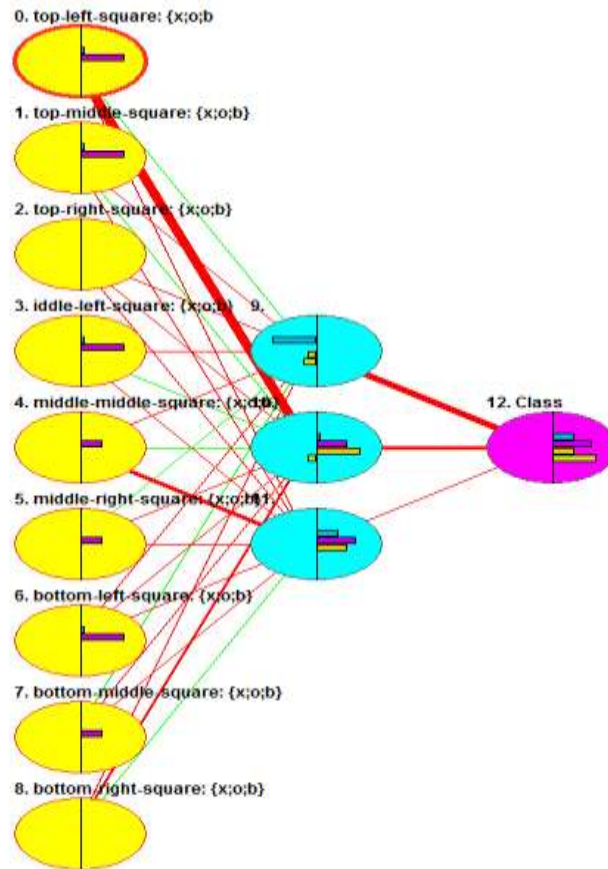 0. top-left-square: {x;o;b
1. top-middle-square: {x;o;b}
2. top-right-square: {x;o;b}
3. iddle-left-square: {x;o;b}
9.
4. middle-middle-square: {x;o;b}
10.
12. Class
5. middle-right-square: {x;o;b}
11.
6. bottom-left-square: {x;o;b}
7. bottom-middle-square: {x;o;b}
8. bottom-right-square: {x;o;b}